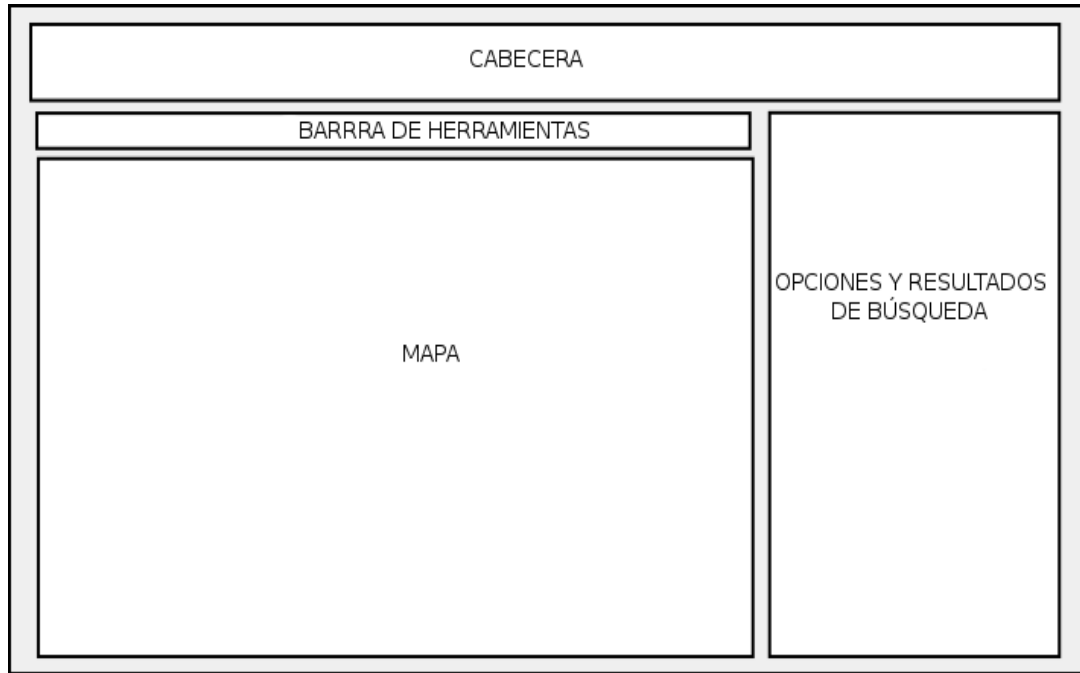 CABECERA
BARRRA DE HERRAMIENTAS
MAPA
OPCIONES Y RESULTADOS
DE BÚSQUEDA